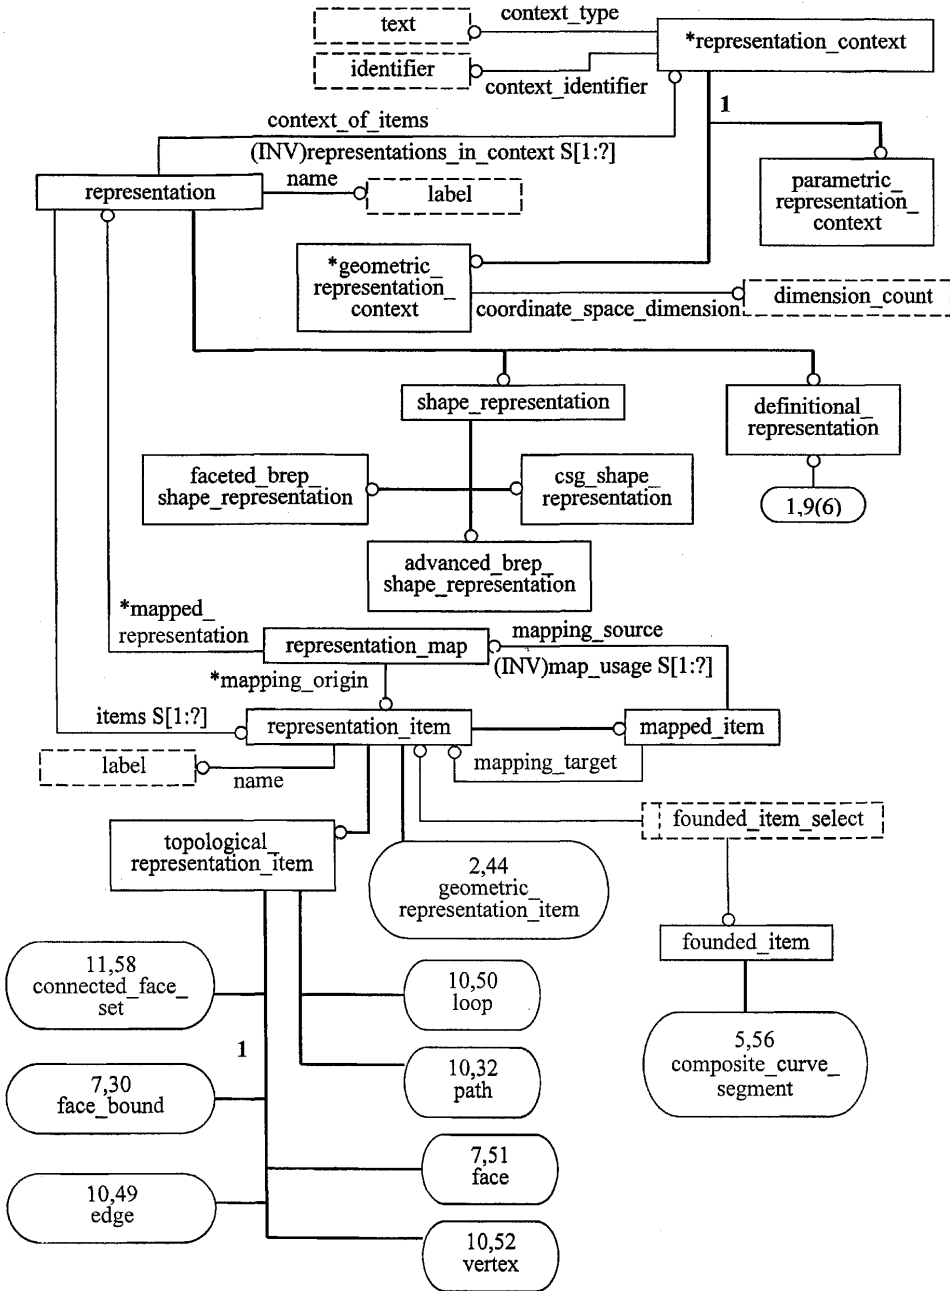 text
context_type
*representation_context
identifier
context_identifier
1
context_of_items
(INV)representations_in_context S[1:?]
representation
name
label
parametric_
representation_
context
*geometric_
representation_
context
coordinate_space_dimension
dimension_count
shape_representation
definitional_
representation
faceted_brep_
shape_representation
csg_shape_
representation
1,9(6)
advanced_brep_
shape_representation
*mapped_
representation
representation_map
mapping_source
(INV)map_usage S[1:?]
*mapping_origin
items S[1:?]
representation_item
mapped_item
label
name
mapping_target
topological_
representation_item
founded_item_select
2,44
geometric_
representation_item
founded_item
11,58
connected_face_
set
10,50
loop
1
5,56
composite_curve_
segment
7,30
face_bound
10,32
path
7,51
face
10,49
edge
10,52
vertex